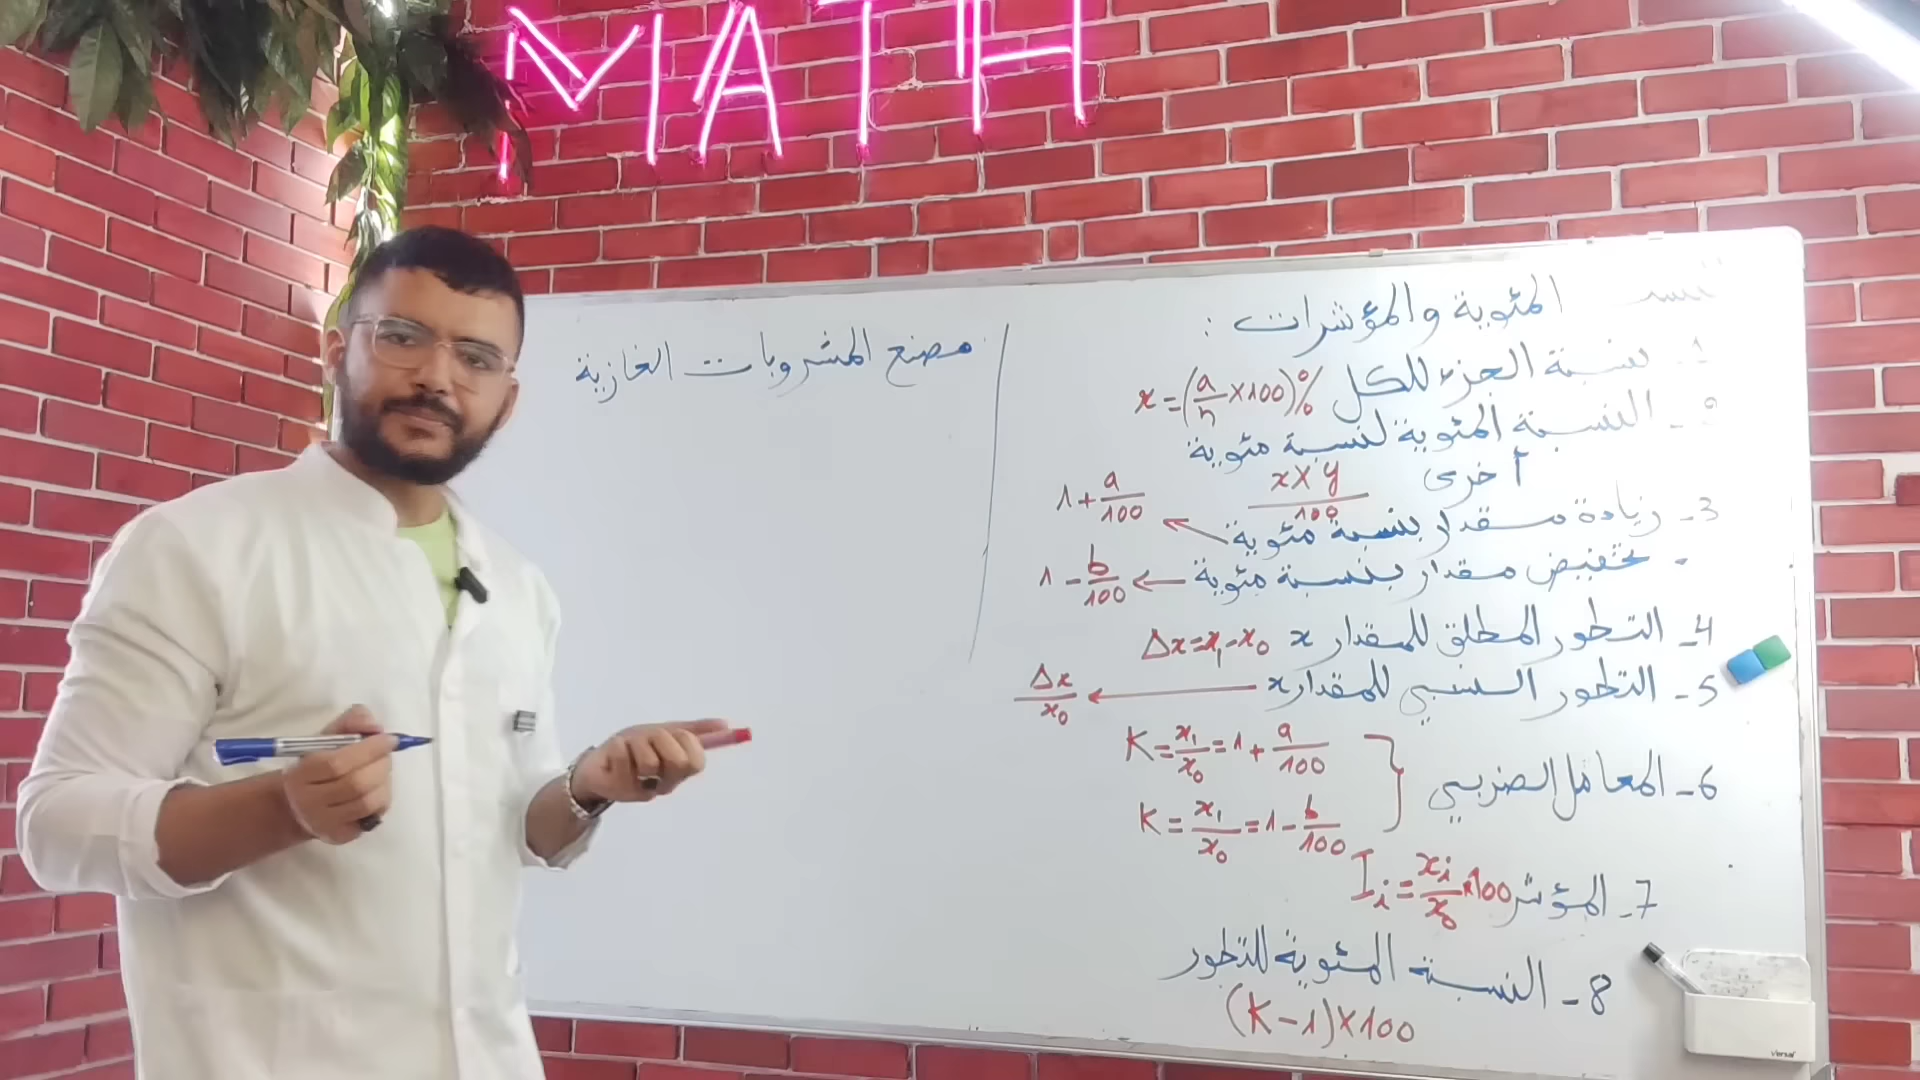 MATH
المئوية والمؤشرات :
1- نسبة الجزء للكل x=(a/n ×100)%
2- النسبة المئوية لنسبة مئوية
أخرى x×y/100
3- زيادة مقدار بنسبة مئوية → 1+a/100
- تخفيض مقدار بنسبة مئوية → 1-b/100
4- التطور المطلق للمقدار x Δx=x₁-x₀
5- التطور النسبي للمقدار x → Δx/x₀
6- المعامل الضربي } K=x₁/x₀=1+a/100
K=x₁/x₀=1-b/100
7- المؤشر Iᵢ=xᵢ/x₀×100
8- النسبة المئوية للتطور
(K-1)×100
مصنع المشروبات الغازية
Versal